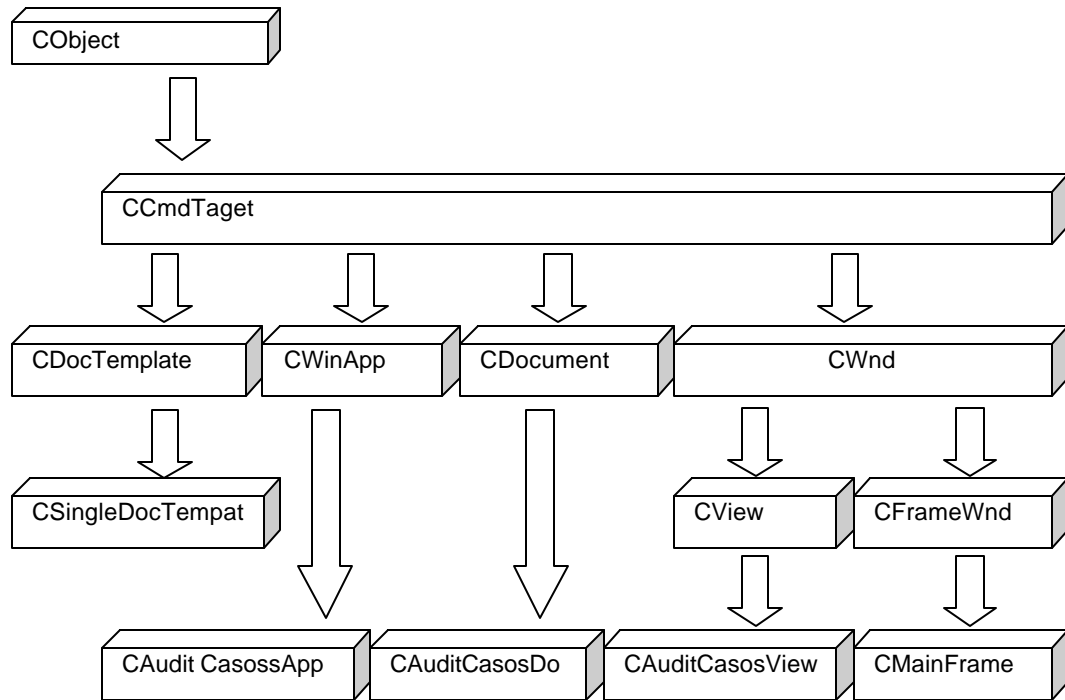 CObject
CCmdTaget
CDocTemplate
CWinApp
CDocument
CWnd
CSingleDocTempat
CView
CFrameWnd
CAudit CasossApp
CAuditCasosDo
CAuditCasosView
CMainFrame